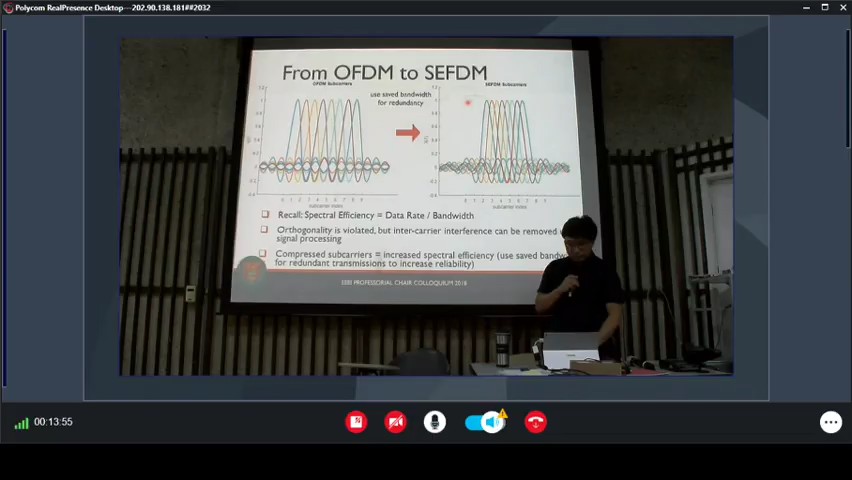 Polycom RealPresence Desktop---202.90.138.181##2032
From OFDM to SEFDM
OFDM Subcarriers
use saved bandwidth
for redundancy
SEFDM Subcarriers
subcarrier index
subcarrier index
Recall: Spectral Efficiency = Data Rate / Bandwidth
Orthogonality is violated, but inter-carrier interference can be removed
signal processing
Compressed subcarriers = increased spectral efficiency (use saved
for redundant transmissions to increase reliability)
EEEI PROFESSORIAL CHAIR COLLOQUIUM 2018
00:13:55